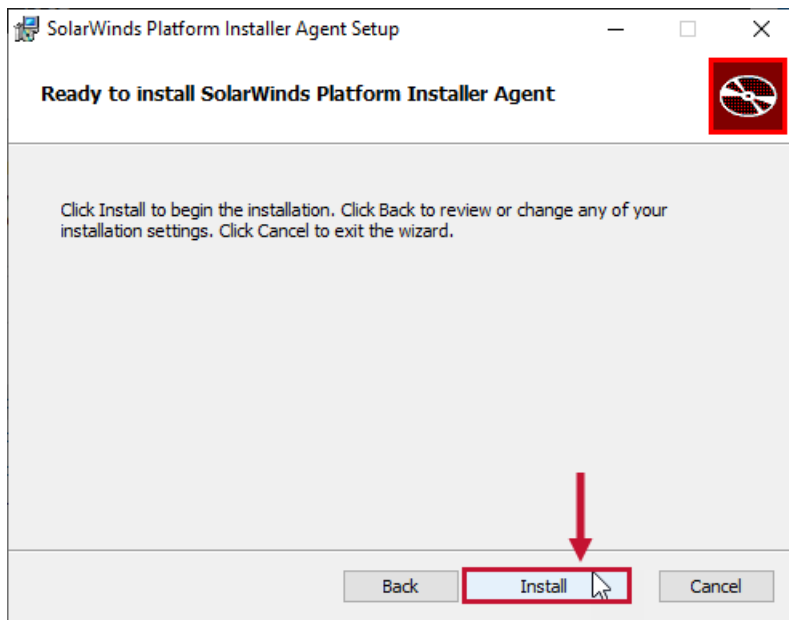 SolarWinds Platform Installer Agent Setup
Ready to install SolarWinds Platform Installer Agent
Click Install to begin the installation. Click Back to review or change any of your
installation settings. Click Cancel to exit the wizard.
Back
Install
Cancel